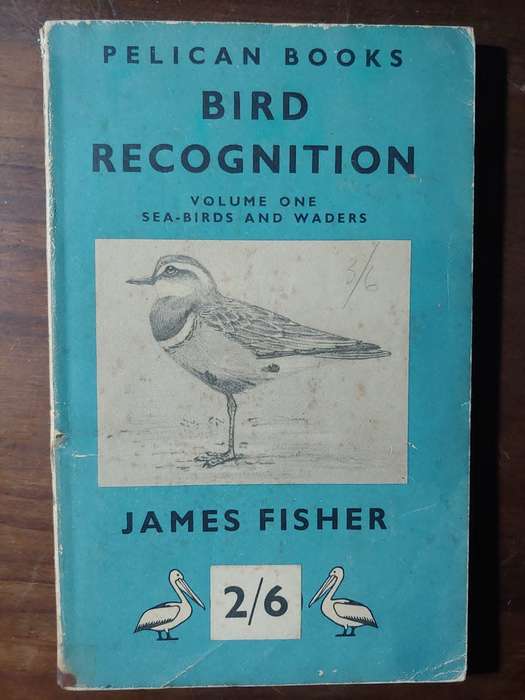 PELICAN BOOKS
BIRD
RECOGNITION
VOLUME ONE
SEA-BIRDS AND WADERS
3/6
JAMES FISHER
2/6